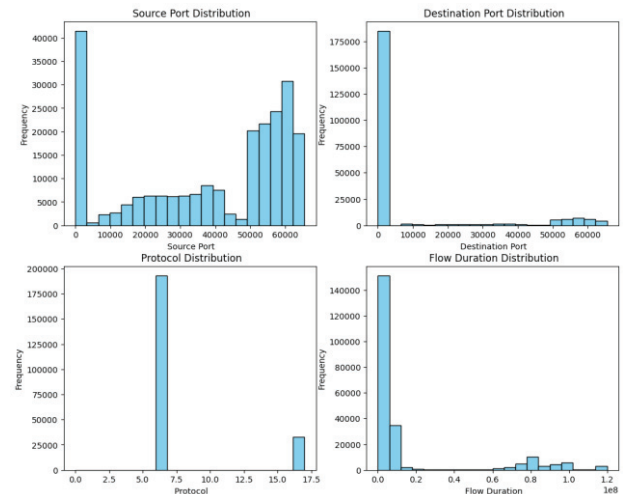 Source Port Distribution
Frequency
40000
35000
30000
25000
20000
15000
10000
5000
0
0 10000 20000 30000 40000 50000 60000
Source Port
Destination Port Distribution
Frequency
175000
150000
125000
100000
75000
50000
25000
0
0 10000 20000 30000 40000 50000 60000
Destination Port
Protocol Distribution
Frequency
200000
175000
150000
125000
100000
75000
50000
25000
0
0.0 2.5 5.0 7.5 10.0 12.5 15.0 17.5
Protocol
Flow Duration Distribution
Frequency
140000
120000
100000
80000
60000
40000
20000
0
0.0 0.2 0.4 0.6 0.8 1.0 1.2
1e8
Flow Duration